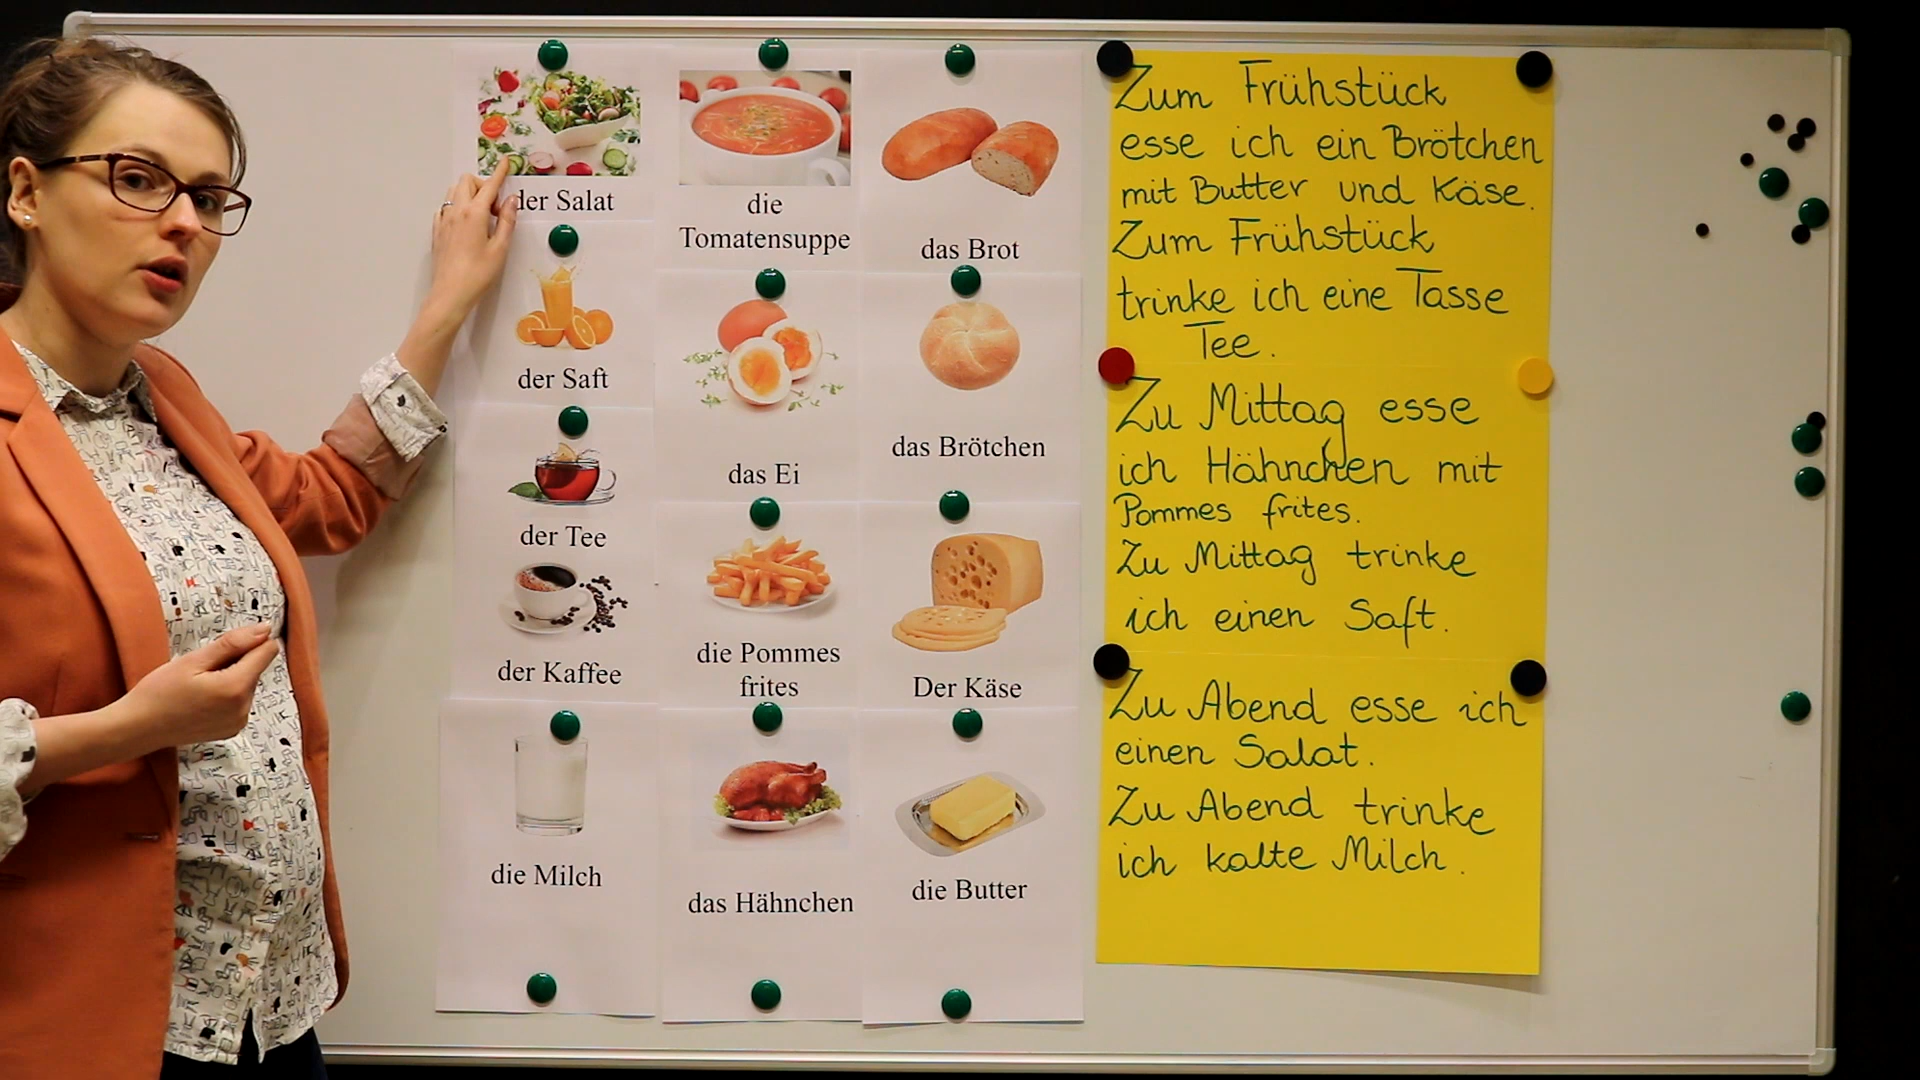 der Salat
der Saft
der Tee
der Kaffee
die Milch
die
Tomatensuppe
das Ei
die Pommes
frites
das Hähnchen
das Brot
das Brötchen
Der Käse
die Butter
Zum Frühstück
esse ich ein Brötchen
mit Butter und Käse.
Zum Frühstück
trinke ich eine Tasse
Tee.
Zu Mittag esse
ich Hähnchen mit
Pommes frites.
Zu Mittag trinke
ich einen Saft.
Zu Abend esse ich
einen Salat.
Zu Abend trinke
ich kalte Milch.